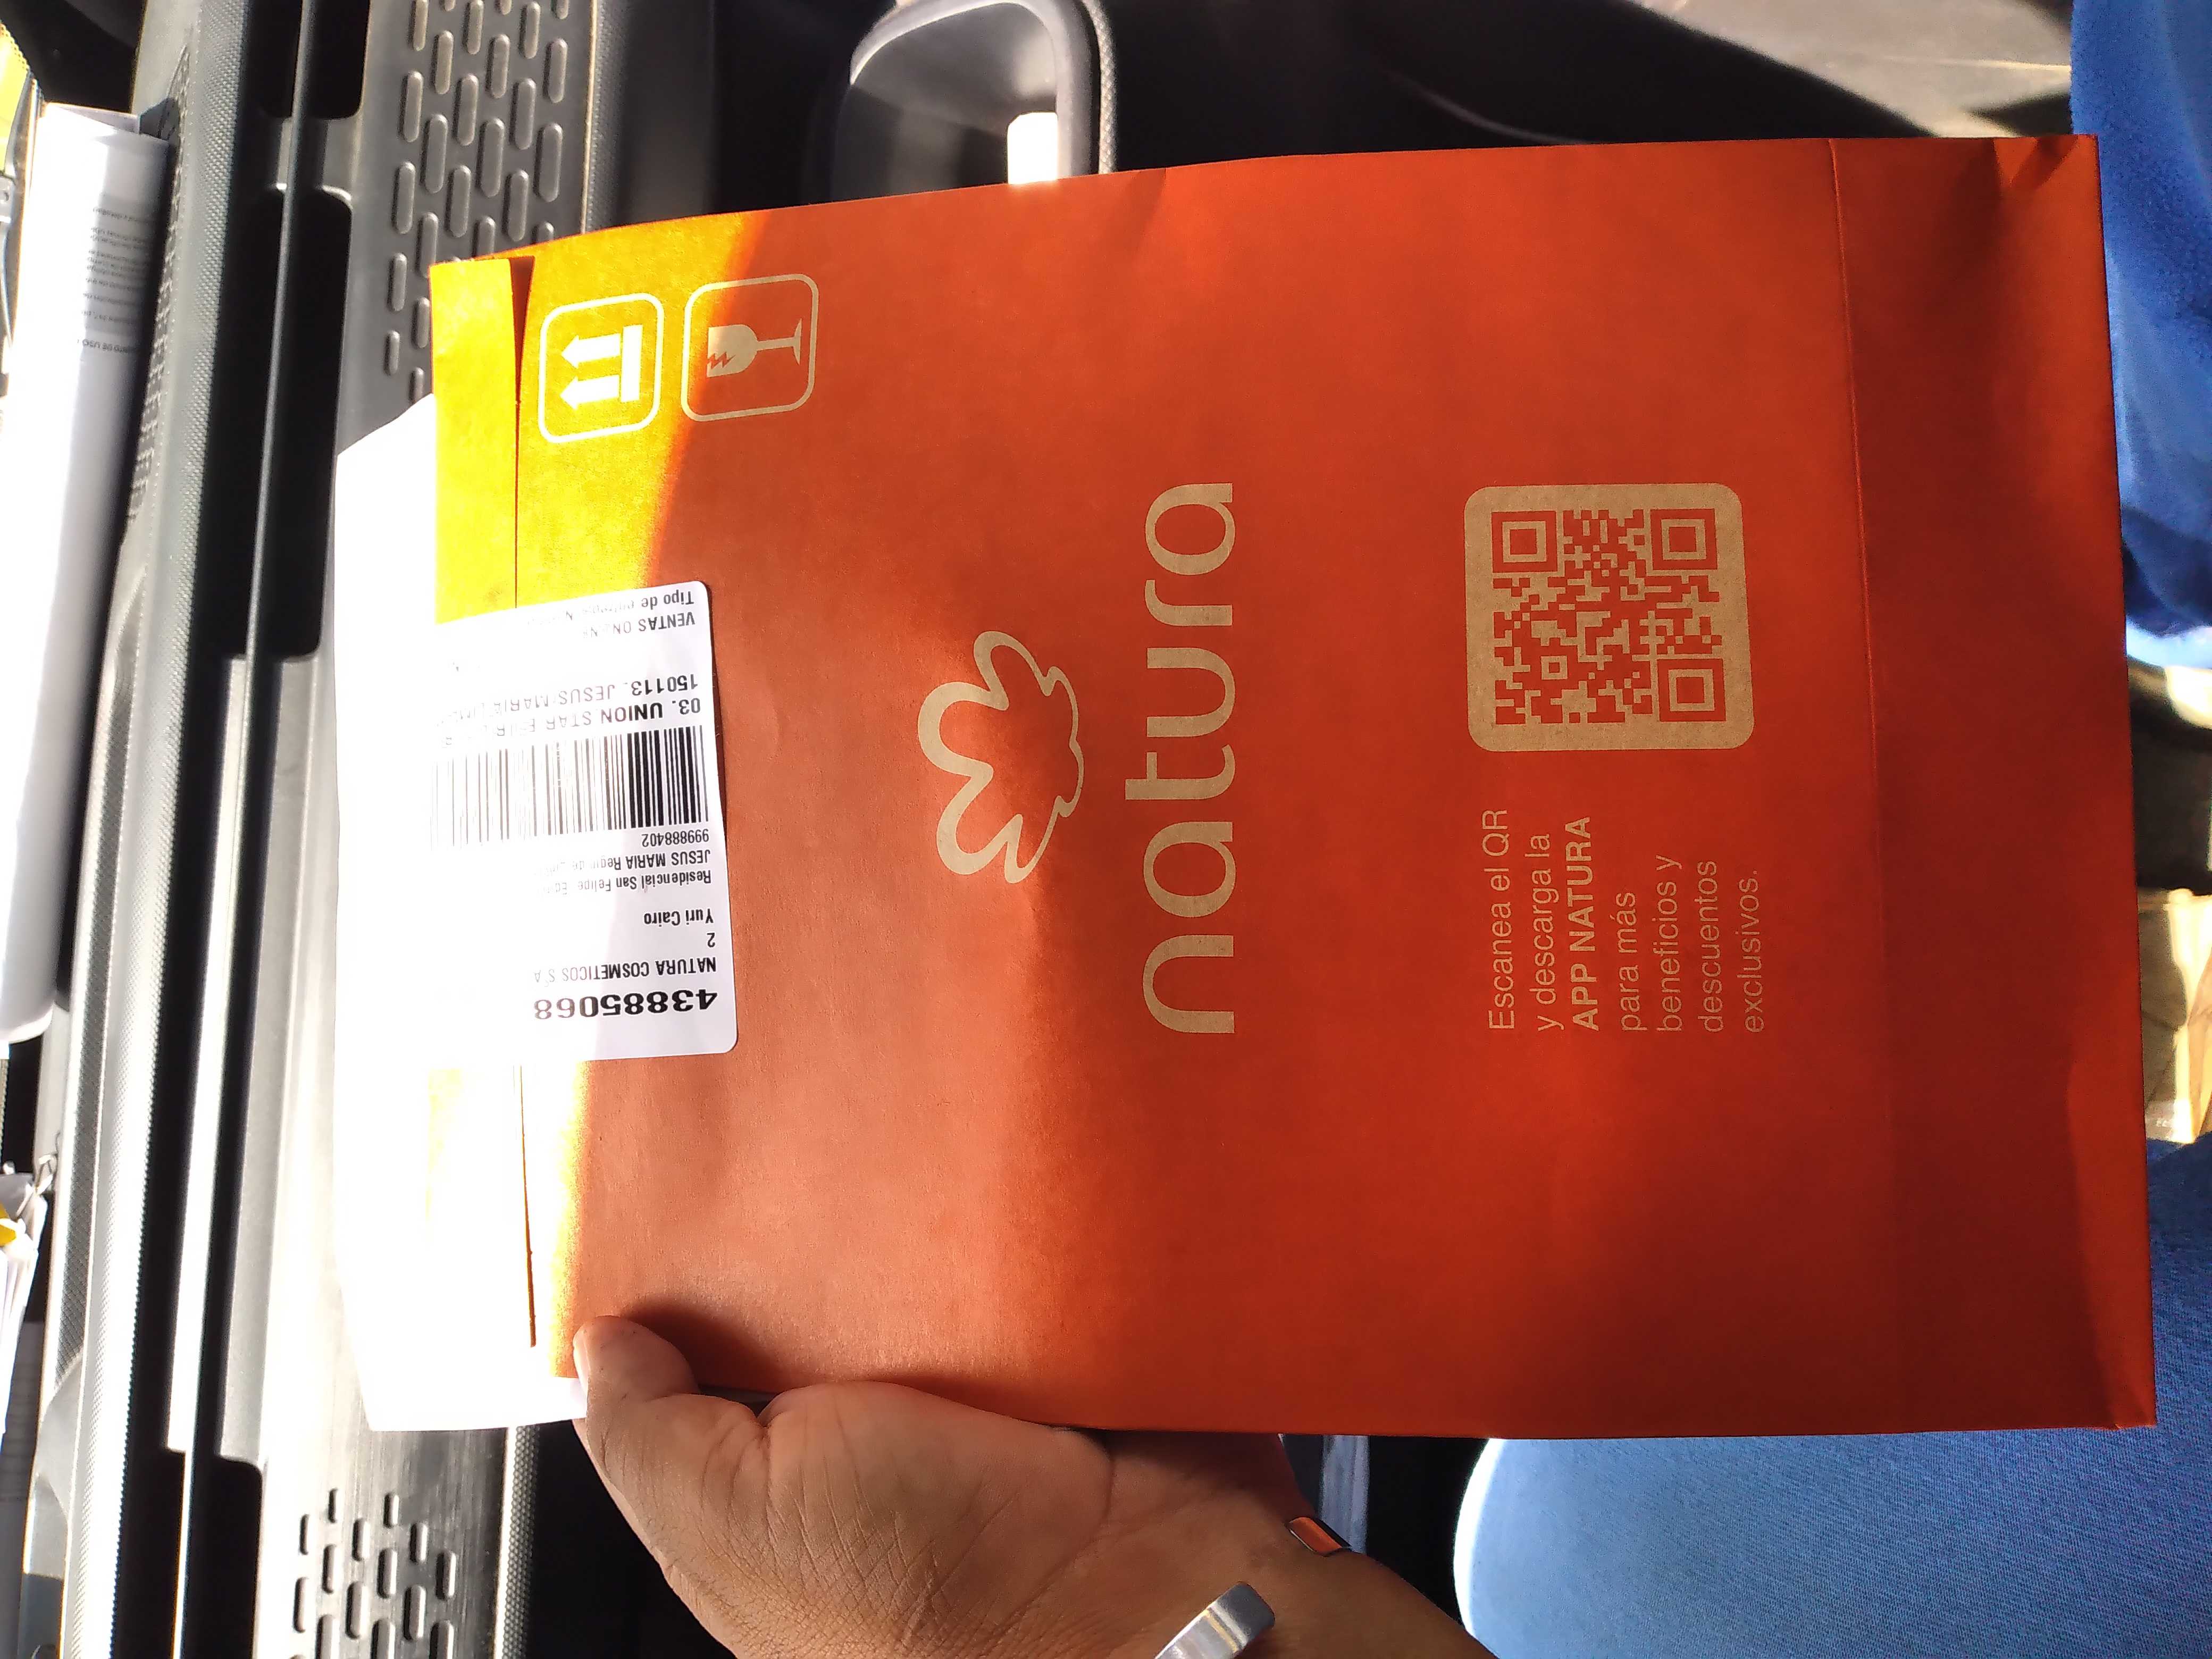 43885068
NATURA COSMETICOS S A
2
Yuri Cairo
Residencial San Felipe
JESUS MARIA
999888402
03. UNION STAR
150113. JESUS MARIA
VENTAS
Tipo de
natura
Escanea el QR
y descarga la
APP NATURA
para más
beneficios y
descuentos
exclusivos.